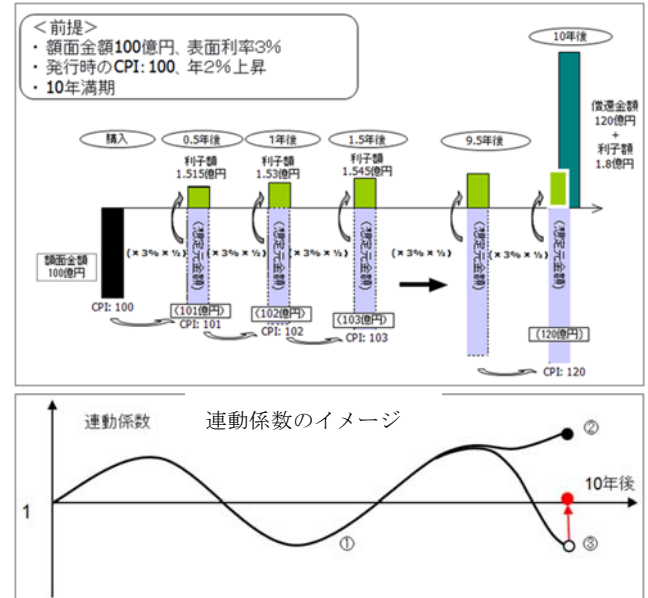 ＜前提＞
・額面金額100億円、表面利率3％
・発行時のCPI: 100、年2％上昇
・10年満期
10年後
償還金額
120億円
+
利子額
1.8億円
購入
0.5年後
1年後
1.5年後
9.5年後
利子額
1.515億円
利子額
1.53億円
利子額
1.545億円
額面金額
100億円
(想定元金額)
(× 3% × ½)
(想定元金額)
(× 3% × ½)
(想定元金額)
(× 3% × ½)
(想定元金額)
(× 3% × ½)
(想定元金額)
(× 3% × ½)
CPI: 100
(101億円)
CPI: 101
(102億円)
CPI: 102
(103億円)
CPI: 103
(120億円)
CPI: 120
連動係数
連動係数のイメージ
②
10年後
1
①
③